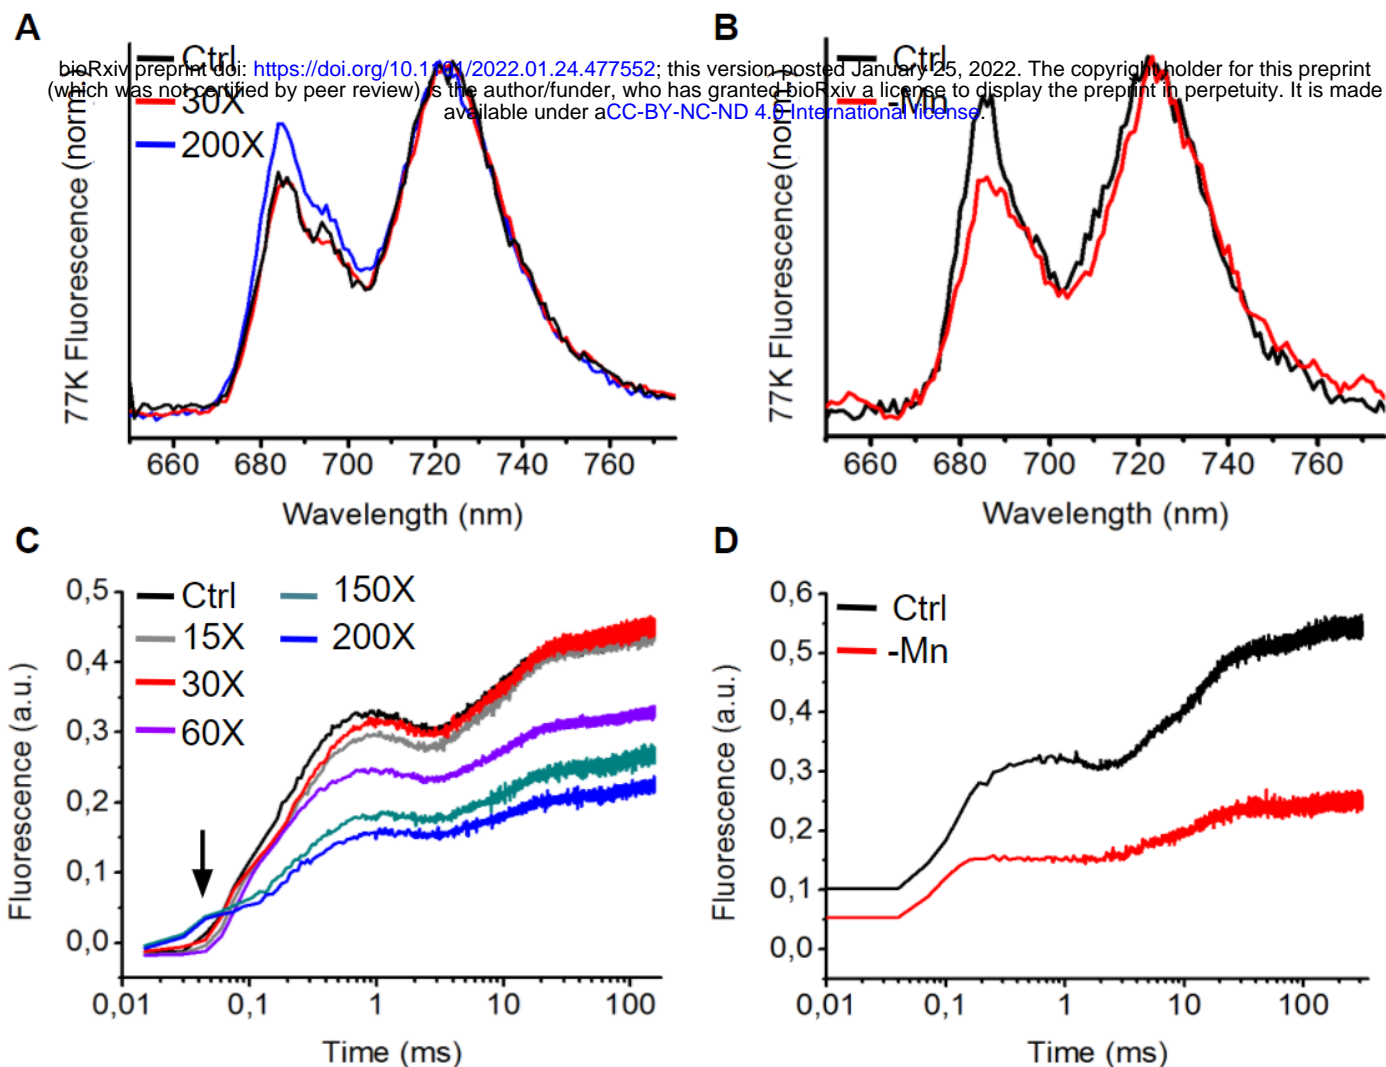 A
B
Ctrl
Ctrl
bioRxiv preprint doi: https://doi.org/10.1101/2022.01.24.477552; this version posted January 25, 2022. The copyright holder for this preprint
(which was not certified by peer review) is the author/funder, who has granted bioRxiv a license to display the preprint in perpetuity. It is made
available under aCC-BY-NC-ND 4.0 International license.
30X
-Mn
200X
77K Fluorescence (norm.)
77K Fluorescence (norm.)
660 680 700 720 740 760
660 680 700 720 740 760
Wavelength (nm)
Wavelength (nm)
C
D
0,5
0,4
0,3
0,2
0,1
0,0
Ctrl
15X
30X
60X
150X
200X
Fluorescence (a.u.)
0,01 0,1 1 10 100
Time (ms)
0,6
0,5
0,4
0,3
0,2
0,1
0,0
Ctrl
-Mn
Fluorescence (a.u.)
0,01 0,1 1 10 100
Time (ms)